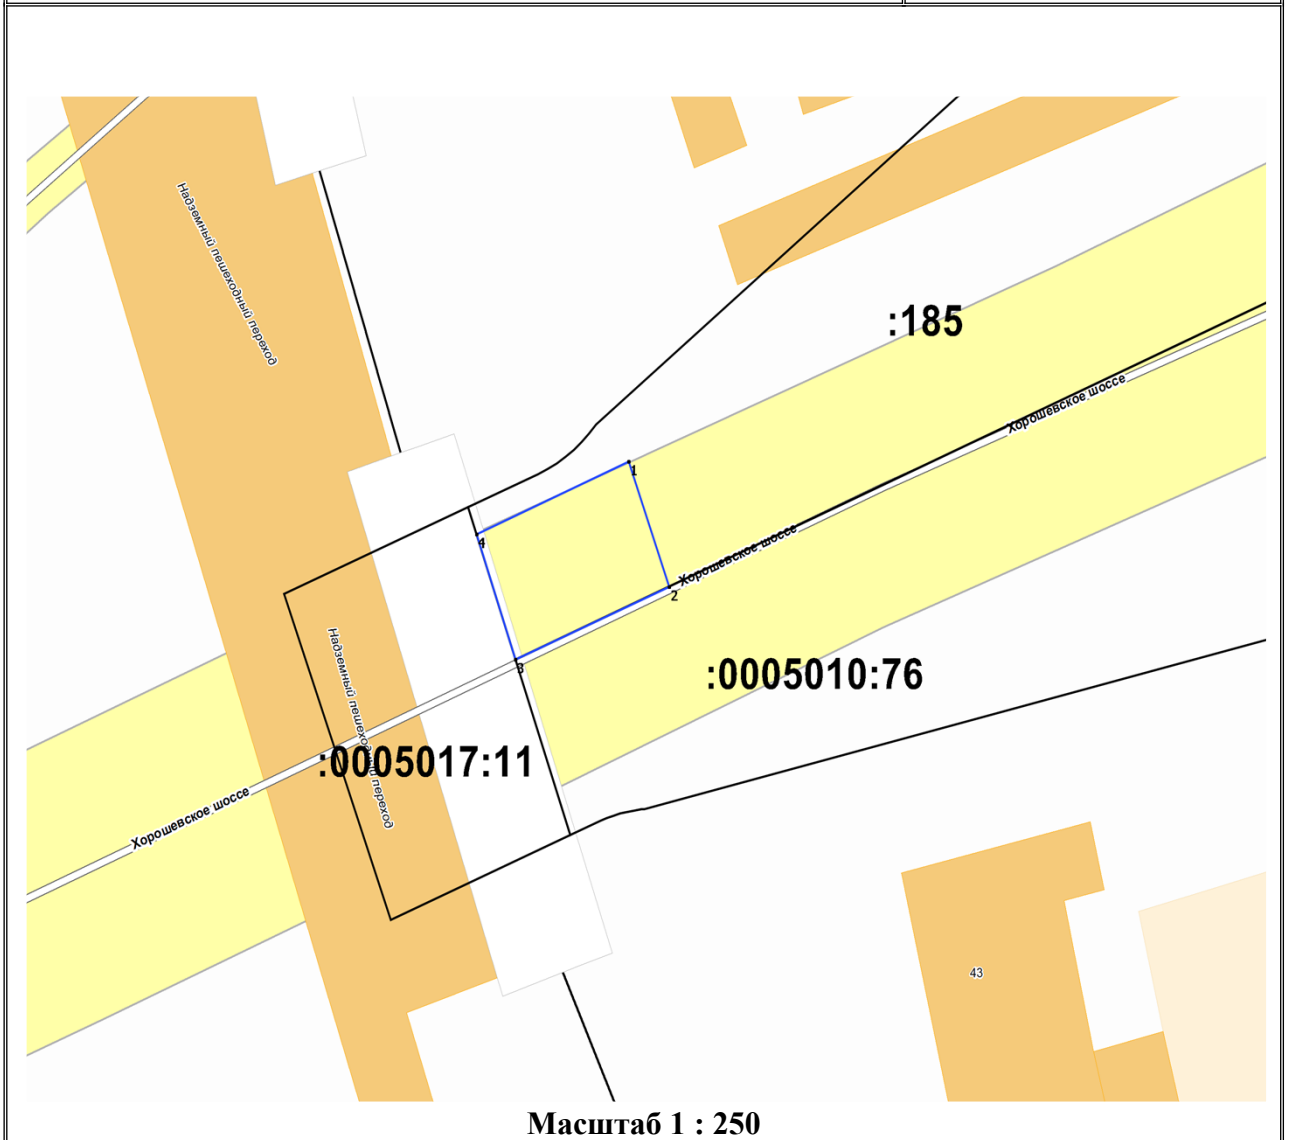 Надземный пешеходный переход
:185
Хорошевское шоссе
1
4
Хорошевское шоссе
2
3
Надземный пешеходный переход
:0005010:76
:0005017:11
Хорошевское шоссе
43
Масштаб 1 : 250